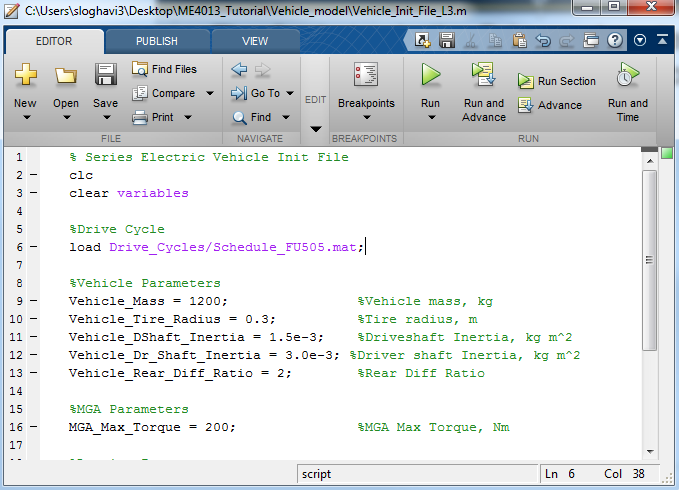 C:\Users\sloghavi3\Desktop\ME4013_Tutorial\Vehicle_model\Vehicle_Init_File_L3.m
EDITOR PUBLISH VIEW
New Open Save Find Files Compare Print
FILE
Go To Find
NAVIGATE
EDIT
Breakpoints
BREAKPOINTS
Run Run and Advance Run Section Advance Run and Time
RUN
1 % Series Electric Vehicle Init File
2 – clc
3 – clear variables
4
5 %Drive Cycle
6 – load Drive_Cycles/Schedule_FU505.mat;
7
8 %Vehicle Parameters
9 – Vehicle_Mass = 1200; %Vehicle mass, kg
10 – Vehicle_Tire_Radius = 0.3; %Tire radius, m
11 – Vehicle_DShaft_Inertia = 1.5e-3; %Driveshaft Inertia, kg m^2
12 – Vehicle_Dr_Shaft_Inertia = 3.0e-3; %Driver shaft Inertia, kg m^2
13 – Vehicle_Rear_Diff_Ratio = 2; %Rear Diff Ratio
14
15 %MGA Parameters
16 – MGA_Max_Torque = 200; %MGA Max Torque, Nm
17
script Ln 6 Col 38